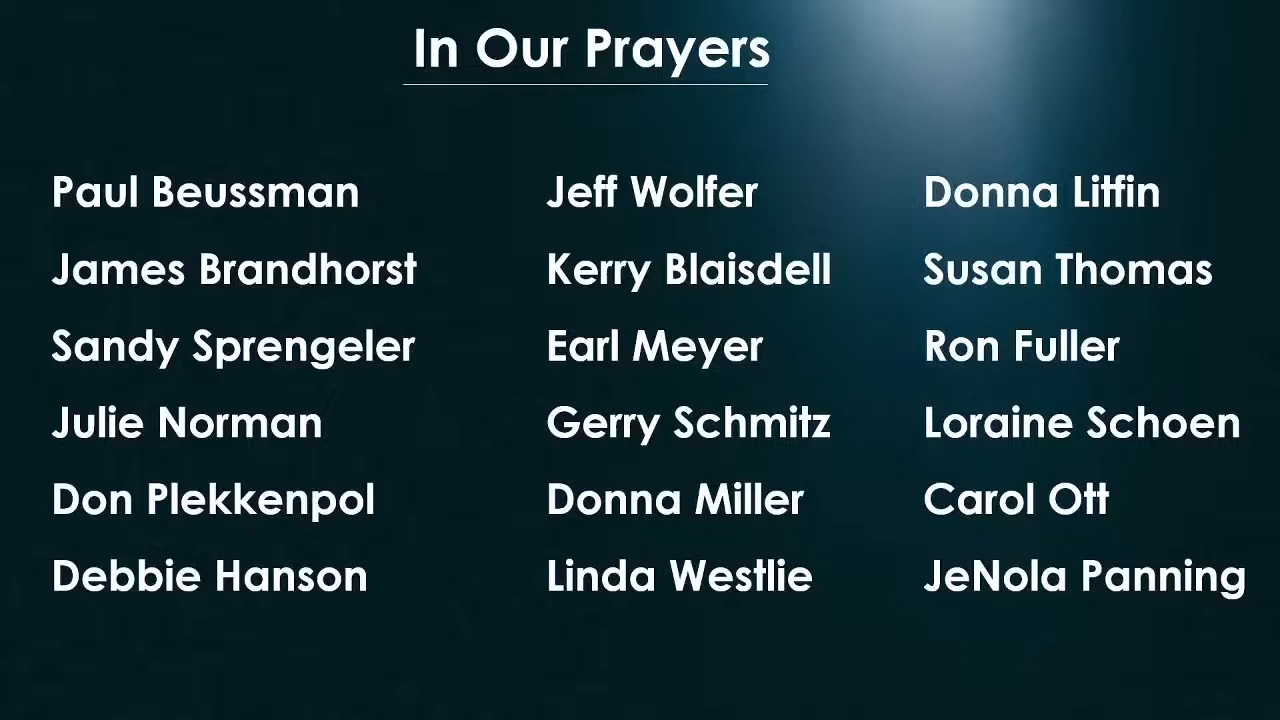 In Our Prayers
Paul Beussman
James Brandhorst
Sandy Sprengeler
Julie Norman
Don Plekkenpol
Debbie Hanson
Jeff Wolfer
Kerry Blaisdell
Earl Meyer
Gerry Schmitz
Donna Miller
Linda Westlie
Donna Litfin
Susan Thomas
Ron Fuller
Loraine Schoen
Carol Ott
JeNola Panning